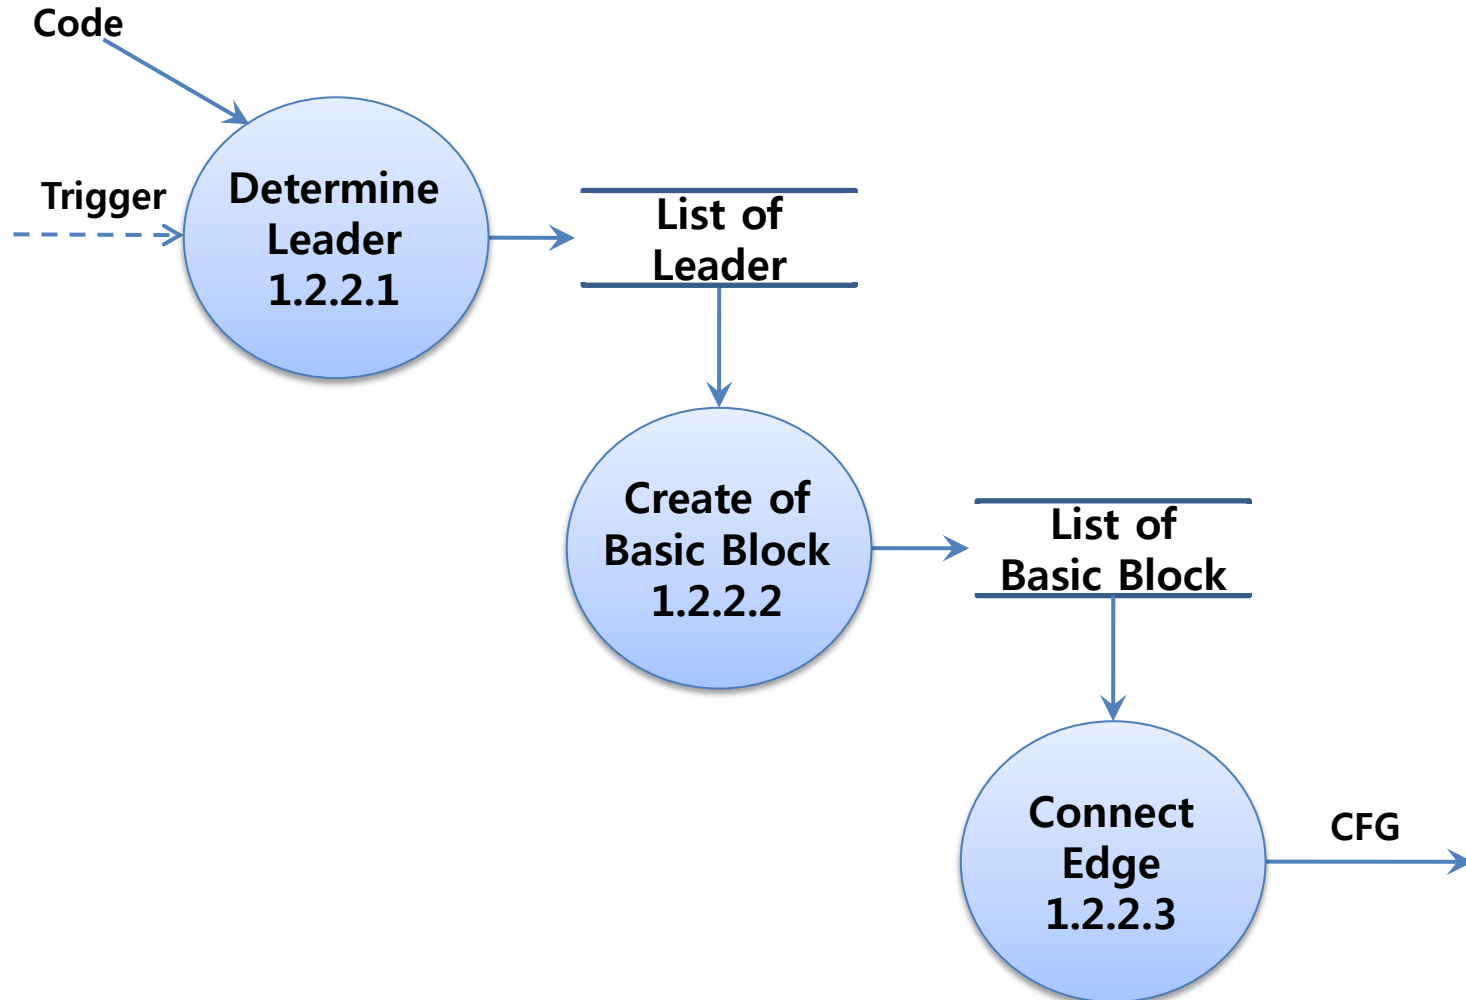 Code
Trigger
Determine
Leader
1.2.2.1
List of
Leader
Create of
Basic Block
1.2.2.2
List of
Basic Block
Connect
Edge
1.2.2.3
CFG